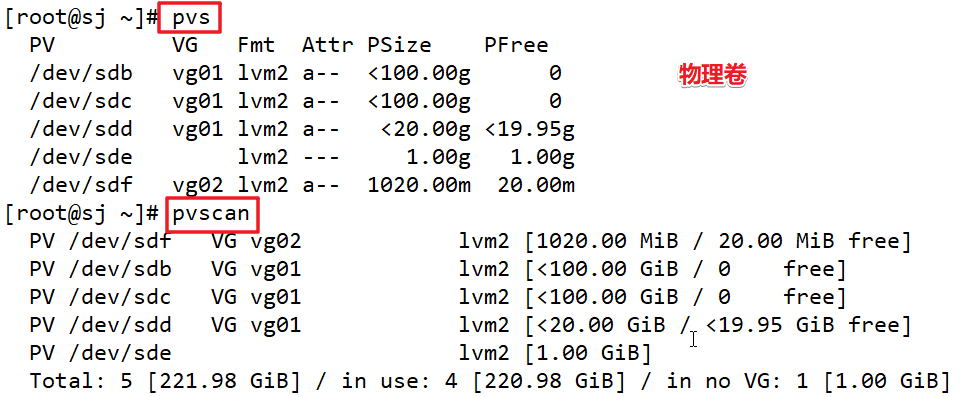 [root@sj ~]# pvs
PV VG Fmt Attr PSize PFree
/dev/sdb vg01 lvm2 a-- <100.00g 0
物理卷
/dev/sdc vg01 lvm2 a-- <100.00g 0
/dev/sdd vg01 lvm2 a-- <20.00g <19.95g
/dev/sde lvm2 --- 1.00g 1.00g
/dev/sdf vg02 lvm2 a-- 1020.00m 20.00m
[root@sj ~]# pvscan
PV /dev/sdf VG vg02 lvm2 [1020.00 MiB / 20.00 MiB free]
PV /dev/sdb VG vg01 lvm2 [<100.00 GiB / 0 free]
PV /dev/sdc VG vg01 lvm2 [<100.00 GiB / 0 free]
PV /dev/sdd VG vg01 lvm2 [<20.00 GiB / <19.95 GiB free]
PV /dev/sde lvm2 [1.00 GiB]
Total: 5 [221.98 GiB] / in use: 4 [220.98 GiB] / in no VG: 1 [1.00 GiB]